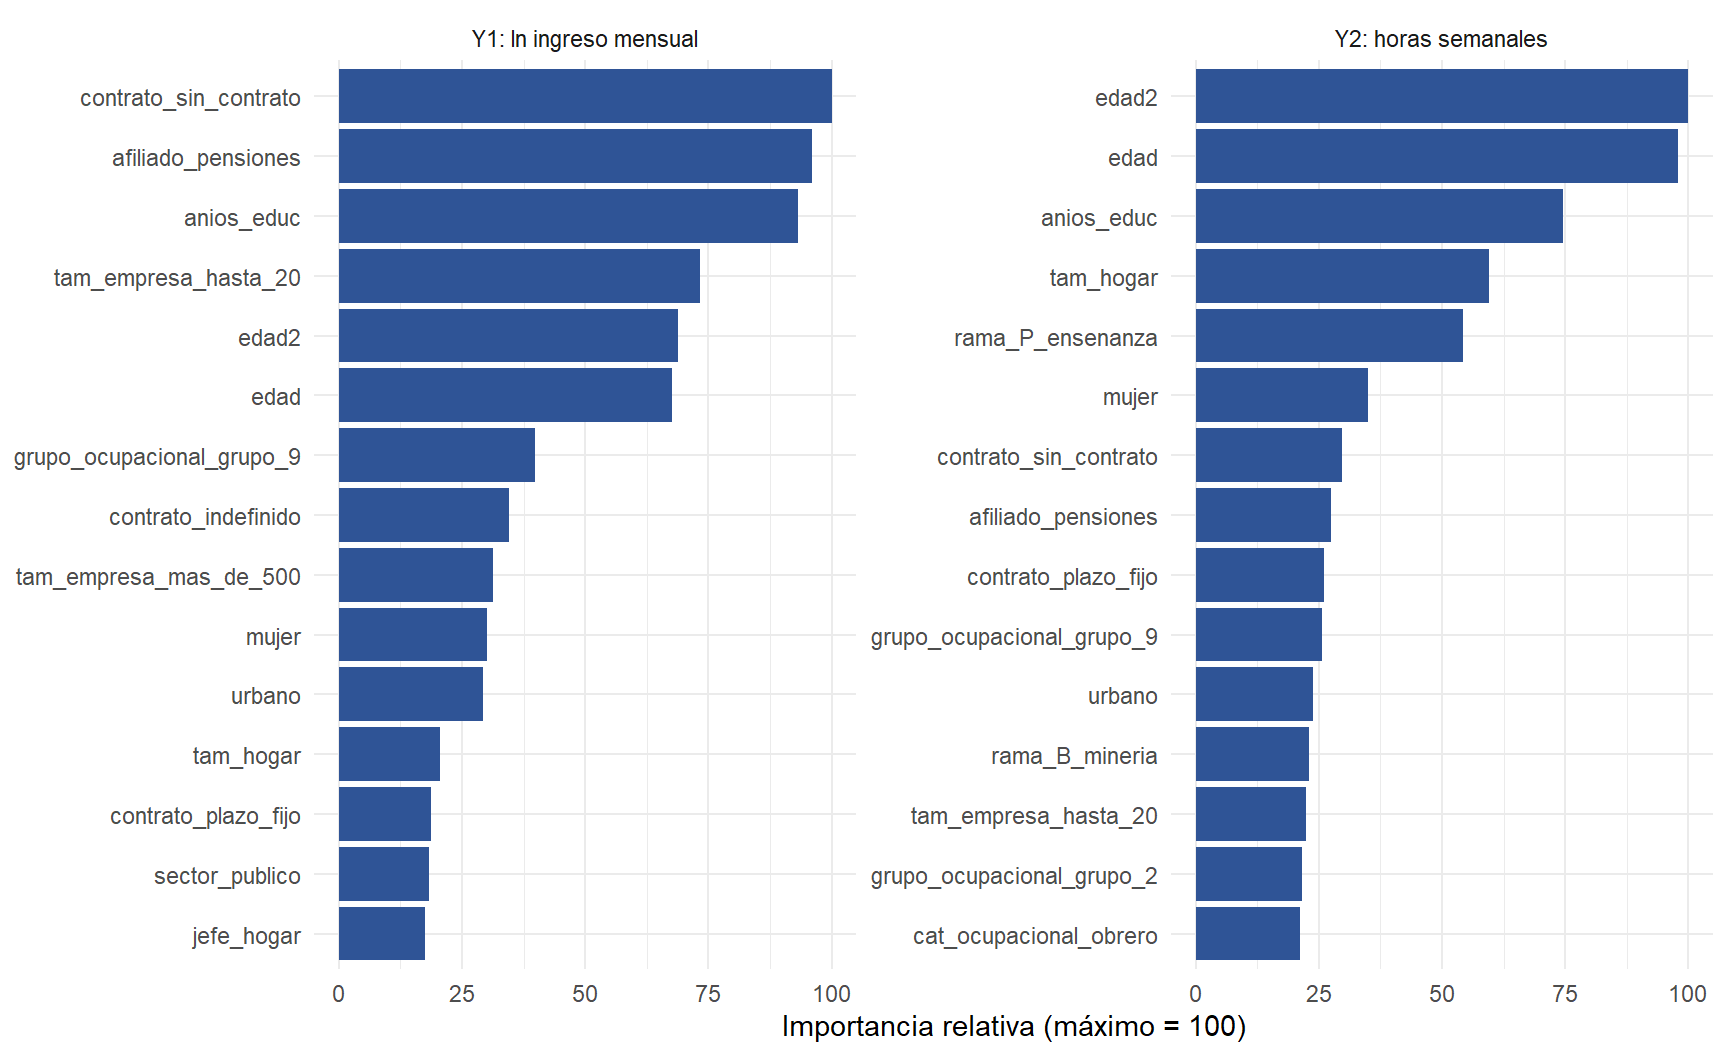 Y1: ln ingreso mensual
contrato_sin_contrato
afiliado_pensiones
anios_educ
tam_empresa_hasta_20
edad2
edad
grupo_ocupacional_grupo_9
contrato_indefinido
tam_empresa_mas_de_500
mujer
urbano
tam_hogar
contrato_plazo_fijo
sector_publico
jefe_hogar
0 25 50 75 100
Y2: horas semanales
edad2
edad
anios_educ
tam_hogar
rama_P_ensenanza
mujer
contrato_sin_contrato
afiliado_pensiones
contrato_plazo_fijo
grupo_ocupacional_grupo_9
urbano
rama_B_mineria
tam_empresa_hasta_20
grupo_ocupacional_grupo_2
cat_ocupacional_obrero
0 25 50 75 100
Importancia relativa (máximo = 100)